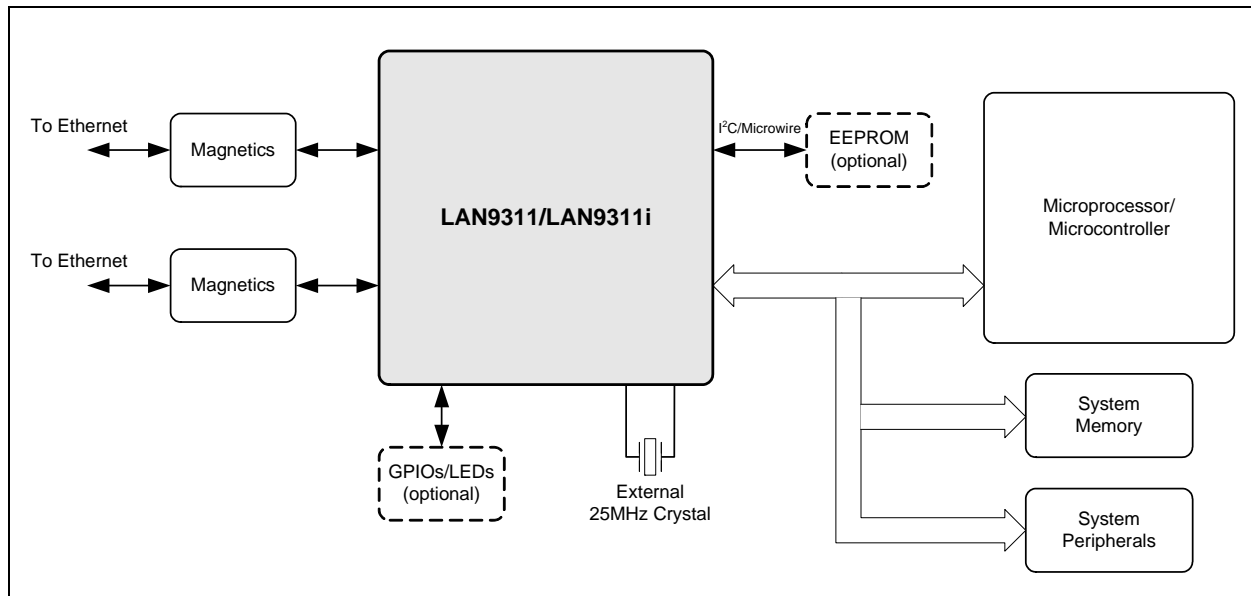 To Ethernet
Magnetics
To Ethernet
Magnetics
LAN9311/LAN9311i
I²C/Microwire
EEPROM
(optional)
Microprocessor/
Microcontroller
GPIOs/LEDs
(optional)
External
25MHz Crystal
System
Memory
System
Peripherals